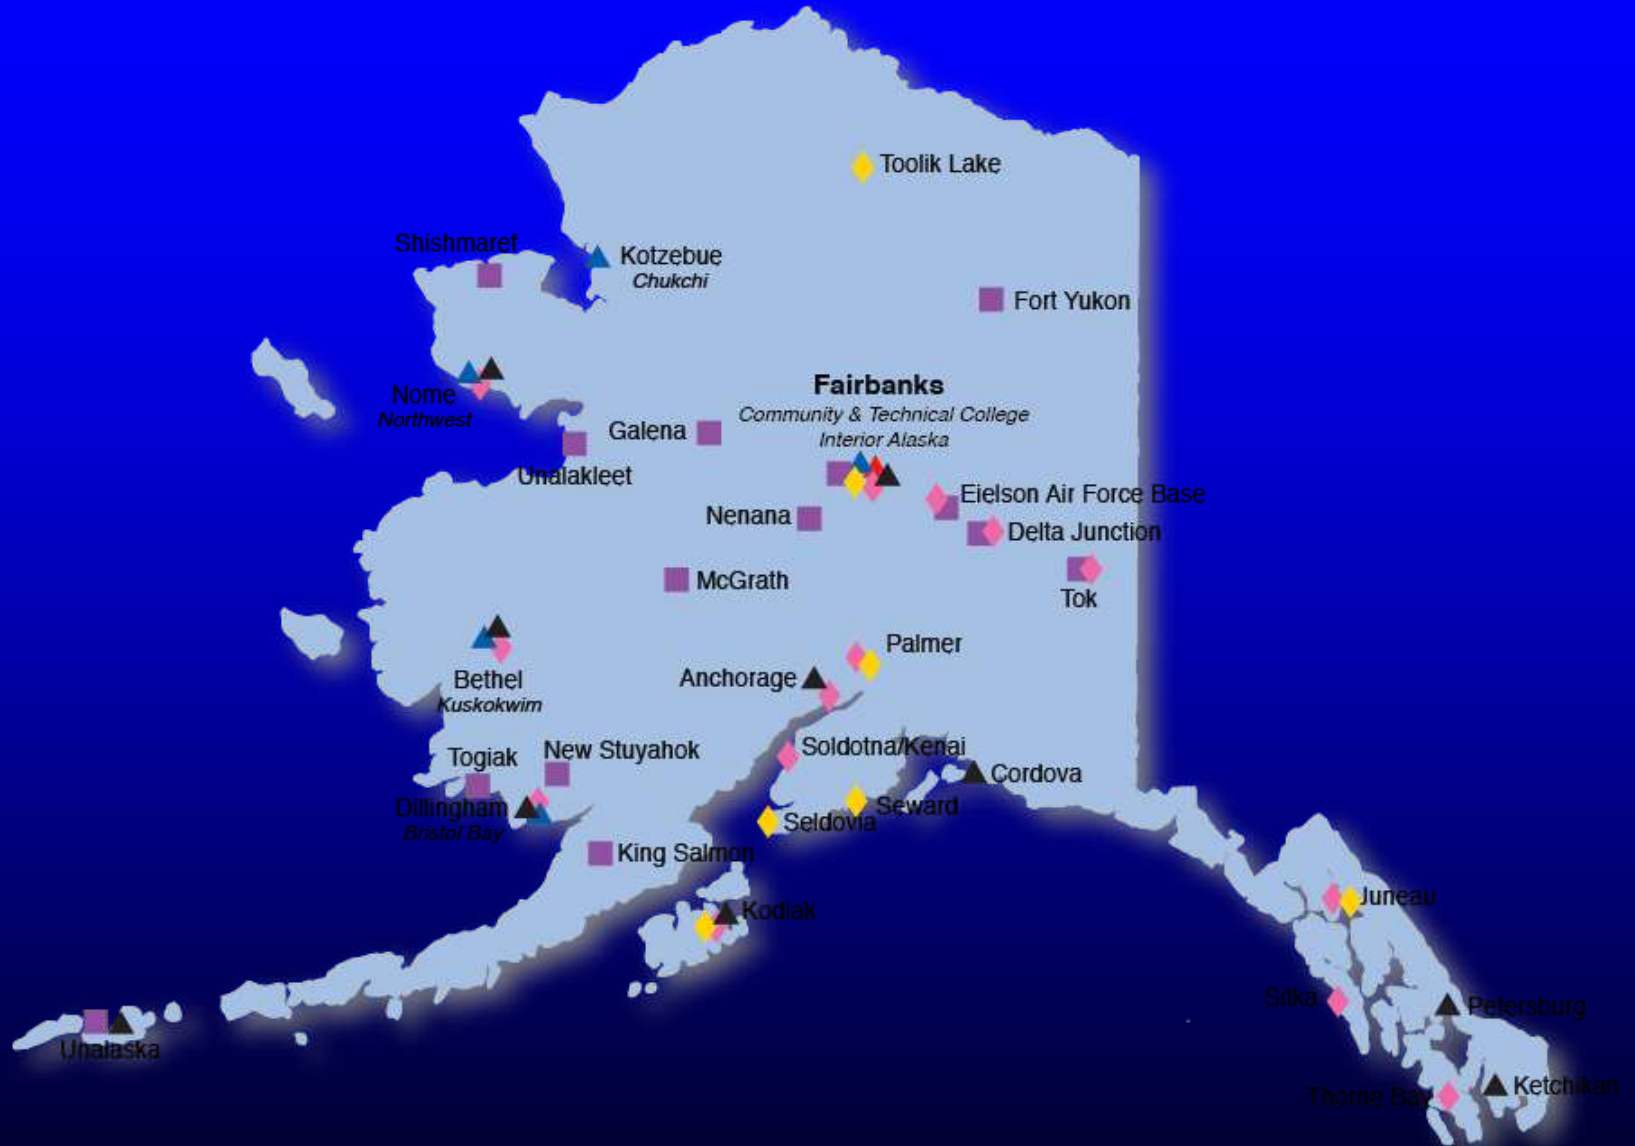 Toolik Lake
Shishmaref
Kotzebue
Chukchi
Fort Yukon
Fairbanks
Community & Technical College
Interior Alaska
Nome
Northwest
Galena
Unalakleet
Eielson Air Force Base
Nenana
Delta Junction
McGrath
Tok
Palmer
Anchorage
Bethel
Kuskokwim
Soldotna/Kenai
New Stuyahok
Togiak
Cordova
Dillingham
Bristol Bay
Seward
Seldovia
King Salmon
Juneau
Kodiak
Sitka
Petersburg
Unalaska
Ketchikan
Thorne Bay